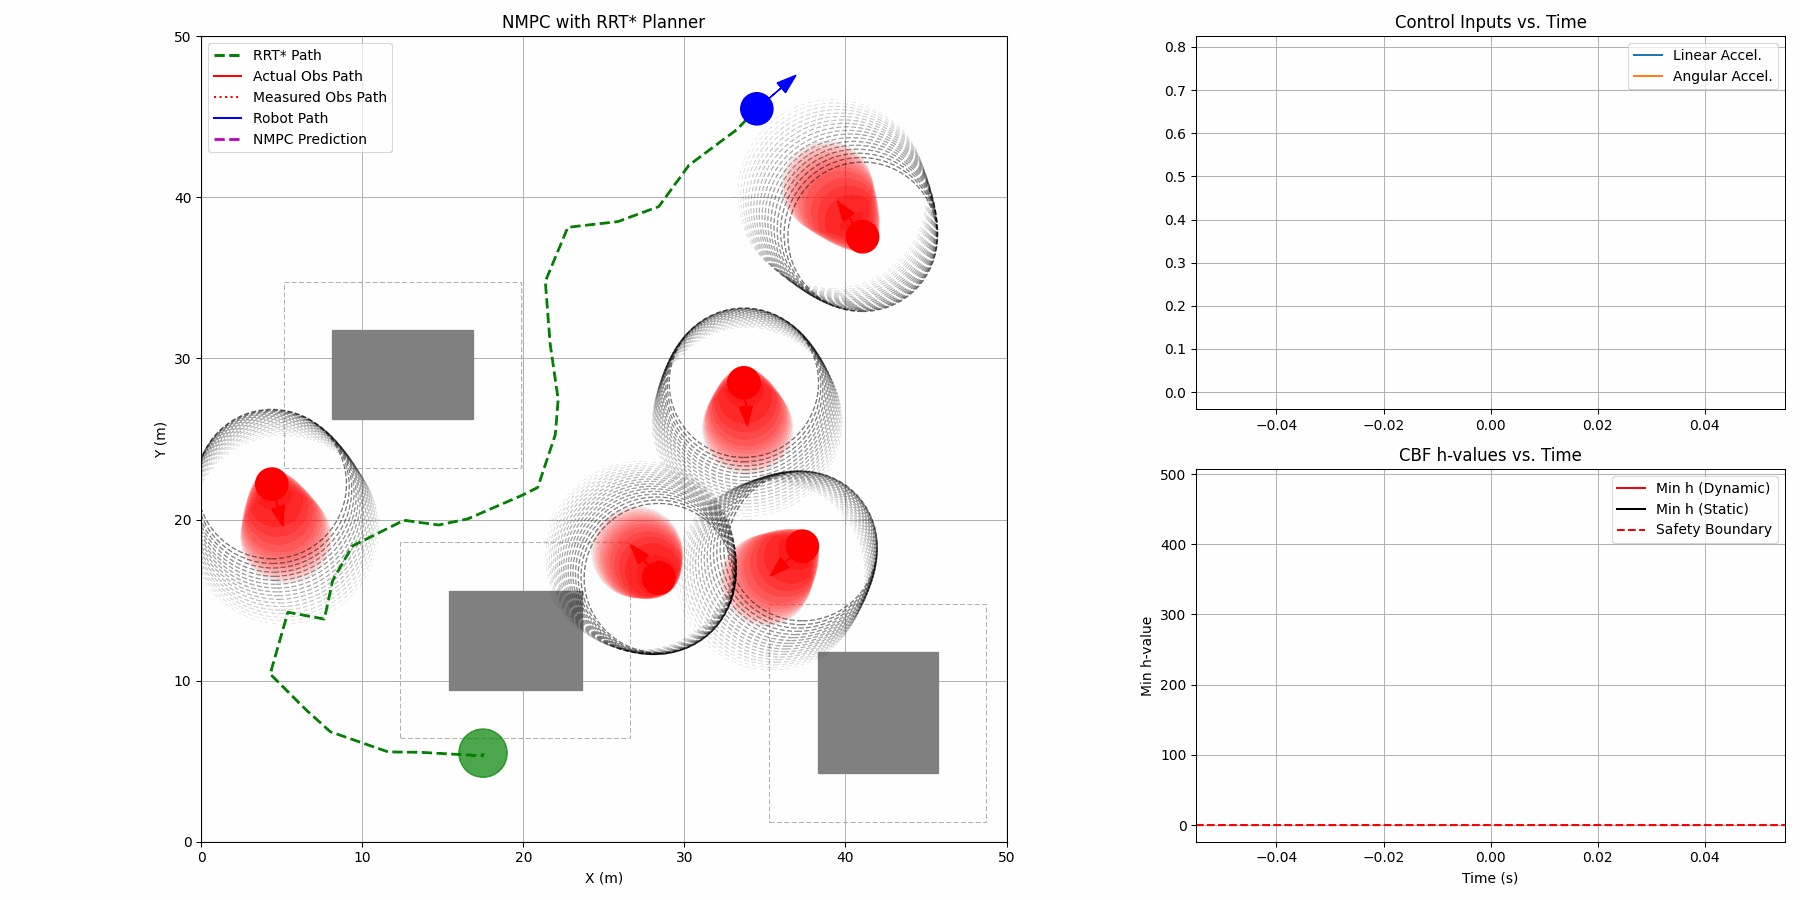 NMPC with RRT* Planner
50
40
30
20
10
0
Y (m)
RRT* Path
Actual Obs Path
Measured Obs Path
Robot Path
NMPC Prediction
0 10 20 30 40 50
X (m)
Control Inputs vs. Time
0.8
0.7
0.6
0.5
0.4
0.3
0.2
0.1
0.0
Linear Accel.
Angular Accel.
−0.04 −0.02 0.00 0.02 0.04
CBF h-values vs. Time
500
400
300
200
100
0
Min h-value
Min h (Dynamic)
Min h (Static)
Safety Boundary
−0.04 −0.02 0.00 0.02 0.04
Time (s)